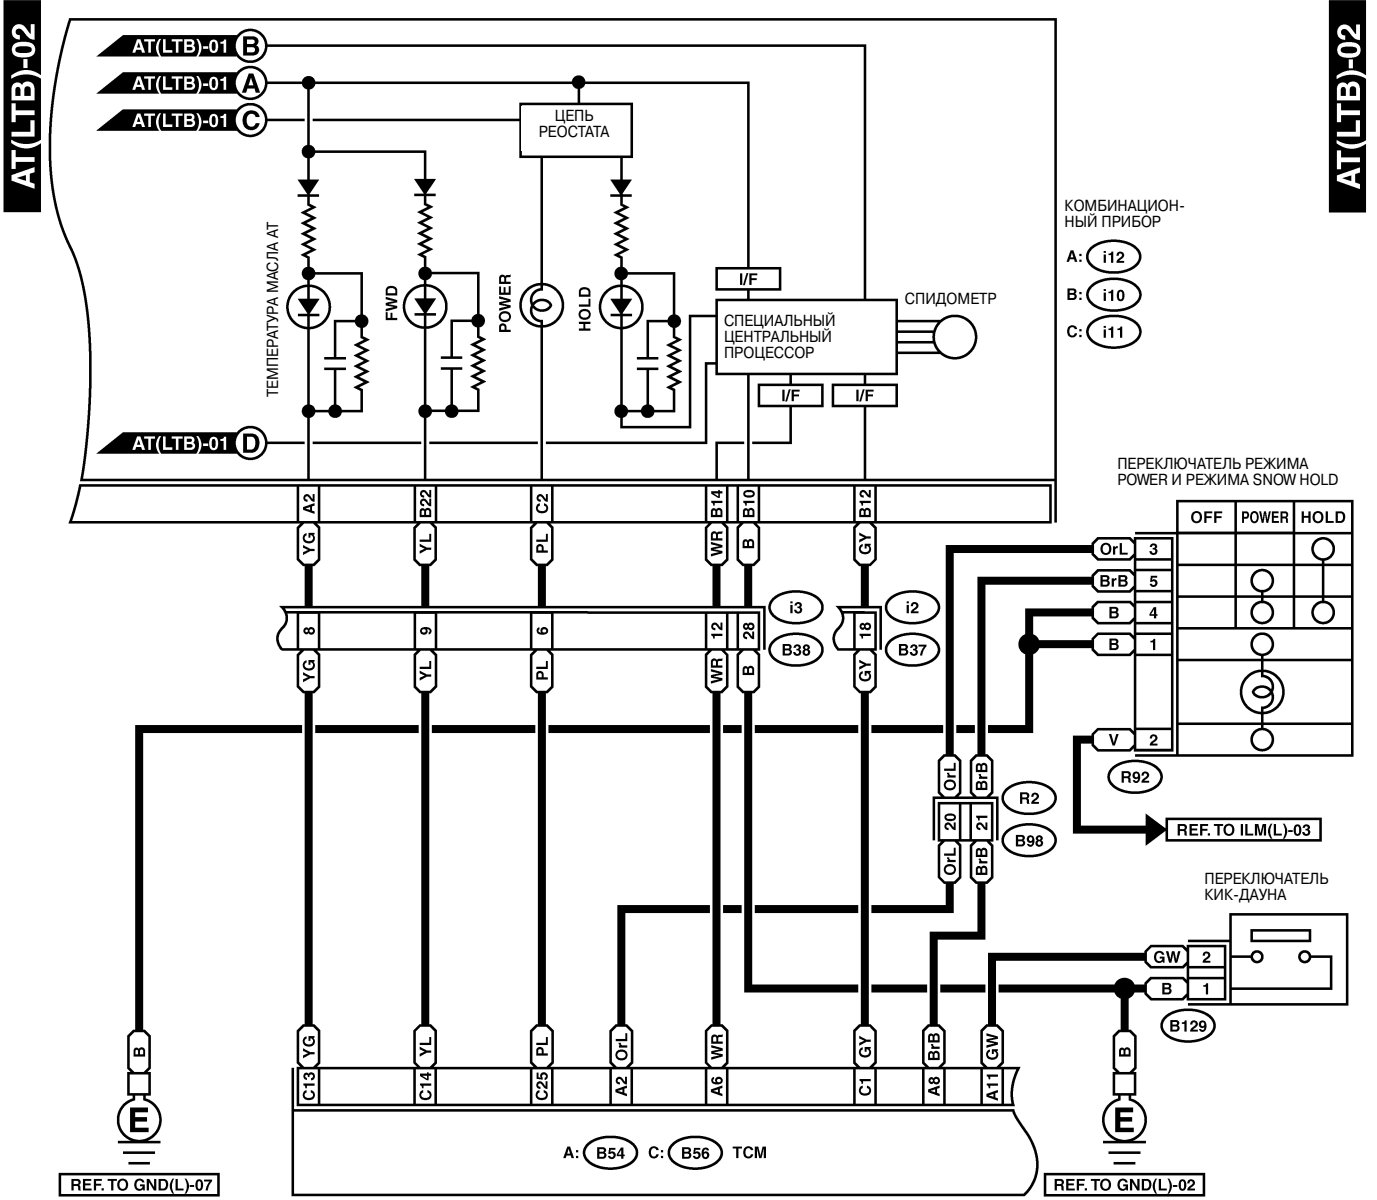 AT(LTB)-02
AT(LTB)-02
AT(LTB)-01 B
AT(LTB)-01 A
AT(LTB)-01 C
ЦЕПЬ
РЕОСТАТА
ТЕМПЕРАТУРА МАСЛА АТ
FWD
POWER
HOLD
I/F
СПЕЦИАЛЬНЫЙ
ЦЕНТРАЛЬНЫЙ
ПРОЦЕССОР
СПИДОМЕТР
I/F
I/F
КОМБИНАЦИОН-
НЫЙ ПРИБОР
A: i12
B: i10
C: i11
AT(LTB)-01 D
A2 B22 C2 B14 B10 B12
YG YL PL WR B GY
8 9 6 12 28 18
i3
B38
i2
B37
YG YL PL WR B GY
ПЕРЕКЛЮЧАТЕЛЬ РЕЖИМА
POWER И РЕЖИМА SNOW HOLD
OFF POWER HOLD
OrL 3
BrB 5
B 4
B 1
V 2
R92
OrL BrB
20 21
R2
B98
OrL BrB
REF. TO ILM(L)-03
ПЕРЕКЛЮЧАТЕЛЬ
КИК-ДАУНА
GW 2
B 1
B129
B
E
REF. TO GND(L)-07
YG YL PL OrL WR GY BrB GW
C13 C14 C25 A2 A6 C1 A8 A11
A: B54 C: B56 TCM
B
E
REF. TO GND(L)-02